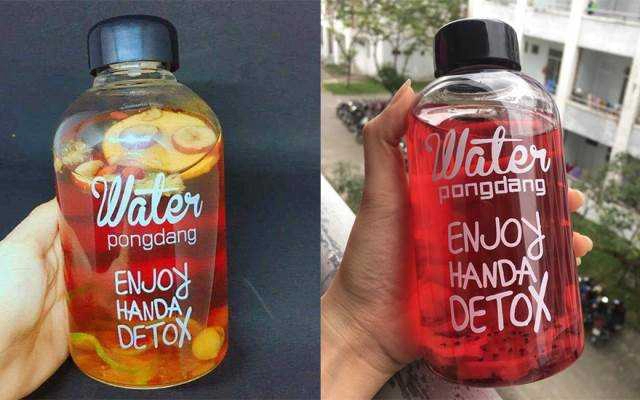 Water
pongdang
ENJOY
HANDA
DETOX
Water
pongdang
ENJOY
HANDA
DETOX